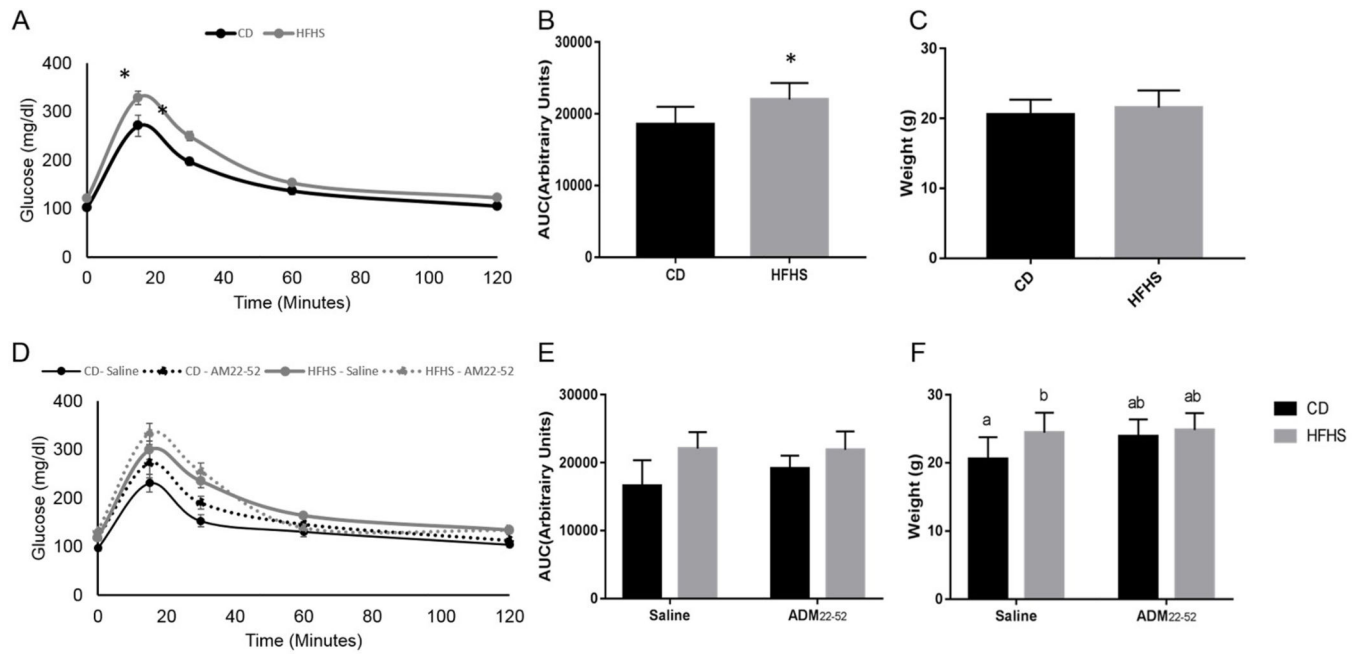 A
CD HFHS
400
300
200
100
0
Glucose (mg/dl)
*
*
0 20 40 60 80 100 120
Time (Minutes)
B
30000
20000
10000
0
AUC(Arbitrairy Units)
*
CD HFHS
C
30
20
10
0
Weight (g)
CD HFHS
D
CD- Saline CD - AM22-52 HFHS - Saline HFHS - AM22-52
400
300
200
100
0
Glucose (mg/dl)
0 20 40 60 80 100 120
Time (Minutes)
E
30000
20000
10000
0
AUC(Arbitrairy Units)
Saline ADM22-52
F
30
20
10
0
Weight (g)
a b ab ab
Saline ADM22-52
CD
HFHS